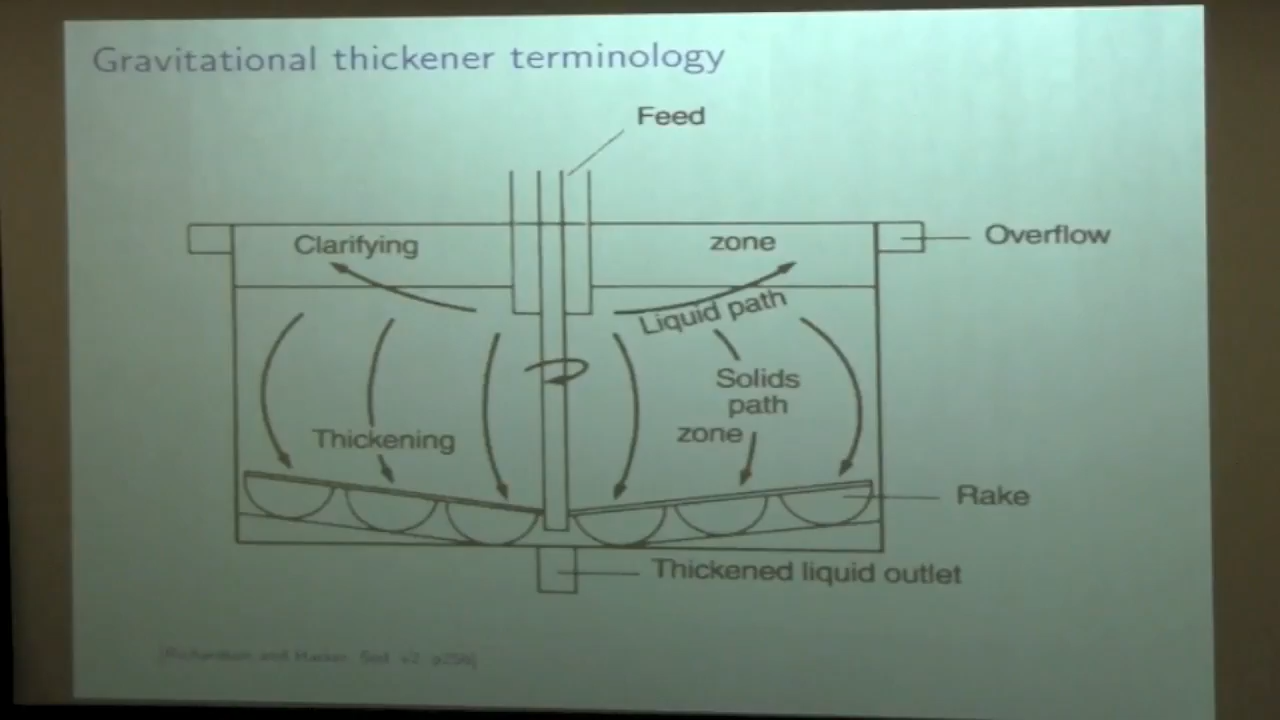 Gravitational thickener terminology
Feed
Clarifying zone
Overflow
Liquid path
Solids
path
Thickening zone
Rake
Thickened liquid outlet